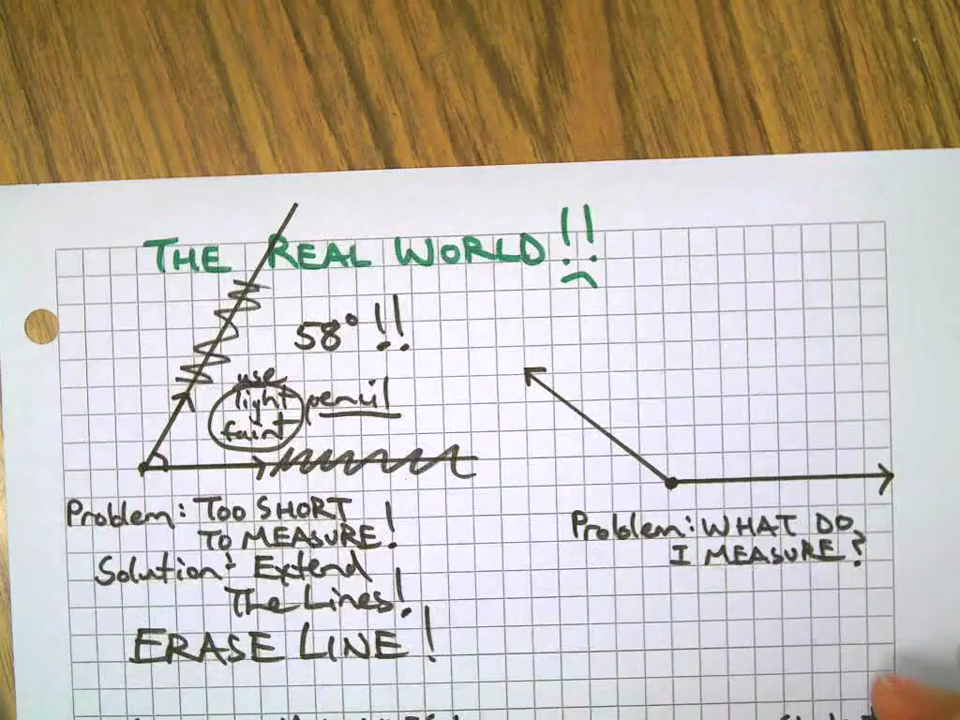 THE REAL WORLD!!
58° !!
use
light pencil
faint
Problem: TOO SHORT
TO MEASURE!
Solution: Extend
The Lines!
ERASE LINE!
Problem: WHAT DO
I MEASURE?